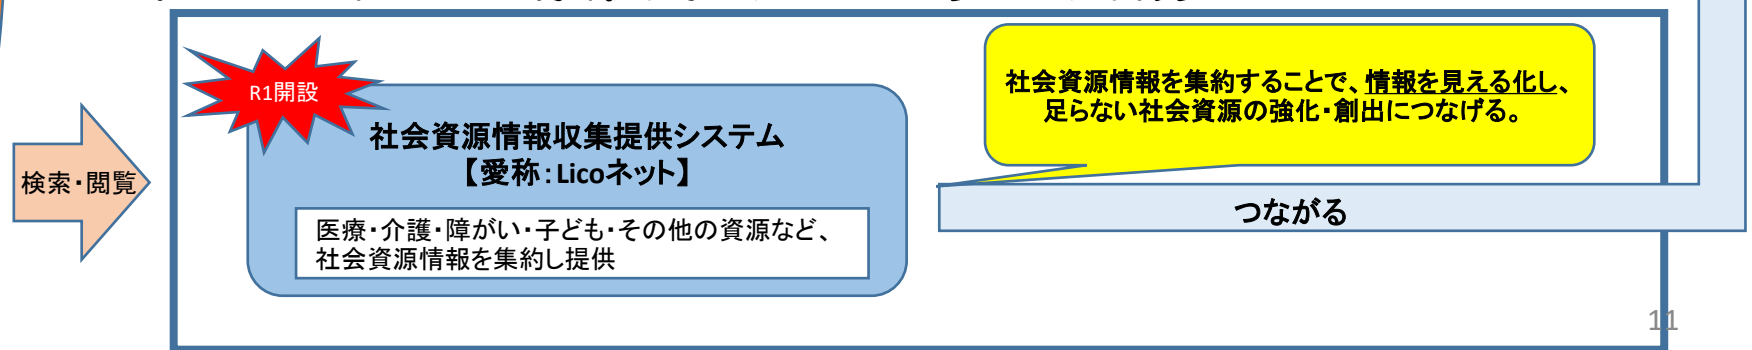 R1開設
社会資源情報を集約することで、情報を見える化し、
足らない社会資源の強化・創出につなげる。
社会資源情報収集提供システム
【愛称：Licoネット】
検索・閲覧
つながる
医療・介護・障がい・子ども・その他の資源など、
社会資源情報を集約し提供
11